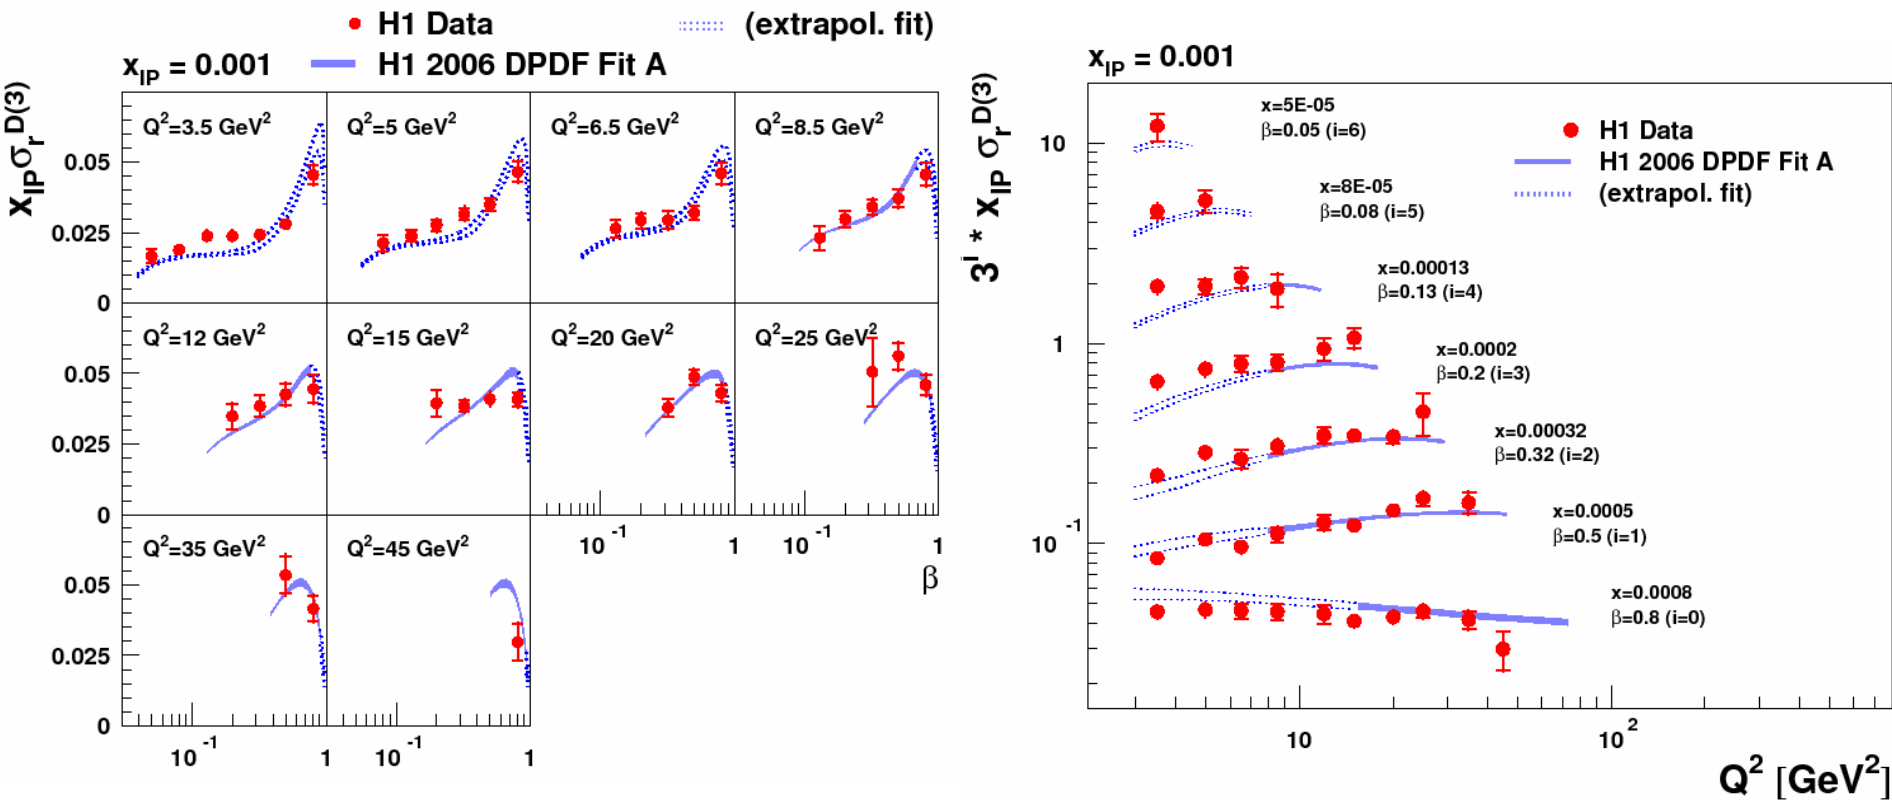 H1 Data
(extrapol. fit)
x_IP = 0.001
H1 2006 DPDF Fit A
x_IP σ_r^D(3)
Q²=3.5 GeV²
Q²=5 GeV²
Q²=6.5 GeV²
Q²=8.5 GeV²
0.05
0.025
0
Q²=12 GeV²
Q²=15 GeV²
Q²=20 GeV²
Q²=25 GeV²
0.05
0.025
0
10⁻¹
1
10⁻¹
1
β
Q²=35 GeV²
Q²=45 GeV²
0.05
0.025
0
10⁻¹
1
10⁻¹
1
x_IP = 0.001
3^i * x_IP σ_r^D(3)
10
1
10⁻¹
H1 Data
H1 2006 DPDF Fit A
(extrapol. fit)
x=5E-05
β=0.05 (i=6)
x=8E-05
β=0.08 (i=5)
x=0.00013
β=0.13 (i=4)
x=0.0002
β=0.2 (i=3)
x=0.00032
β=0.32 (i=2)
x=0.0005
β=0.5 (i=1)
x=0.0008
β=0.8 (i=0)
10
10²
Q² [GeV²]